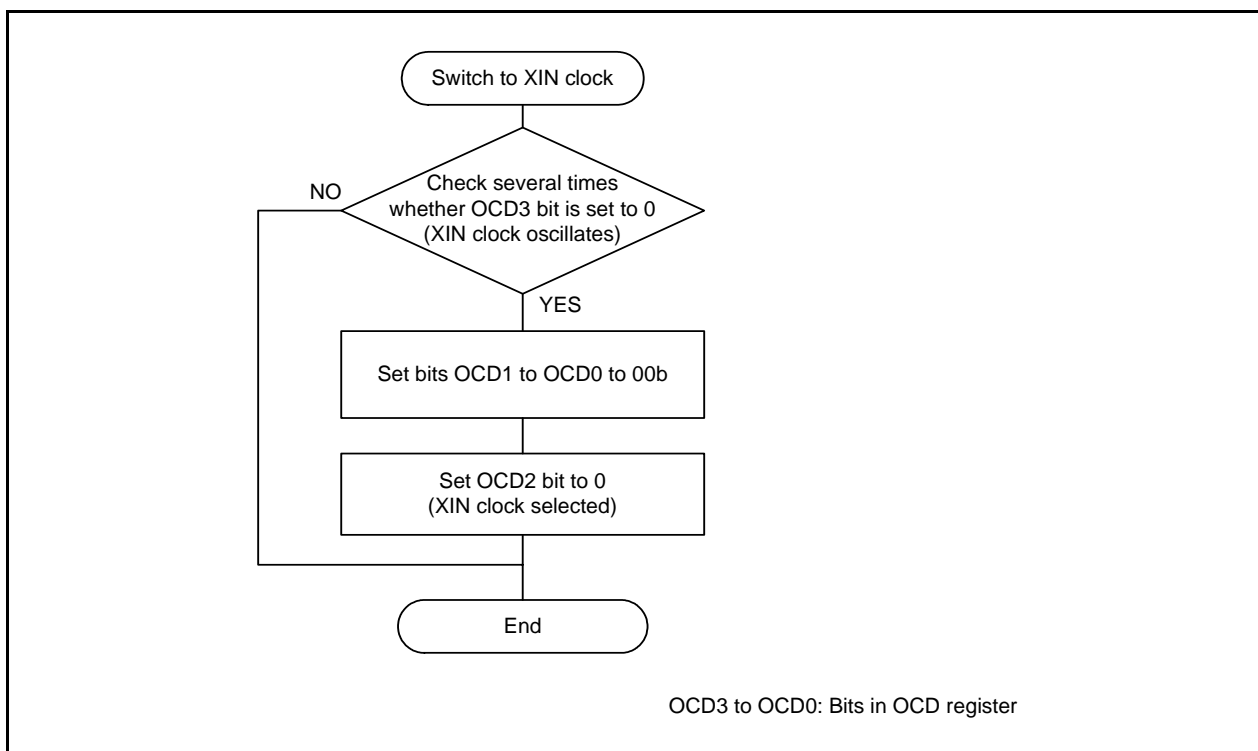 Switch to XIN clock
NO
Check several times
whether OCD3 bit is set to 0
(XIN clock oscillates)
YES
Set bits OCD1 to OCD0 to 00b
Set OCD2 bit to 0
(XIN clock selected)
End
OCD3 to OCD0: Bits in OCD register